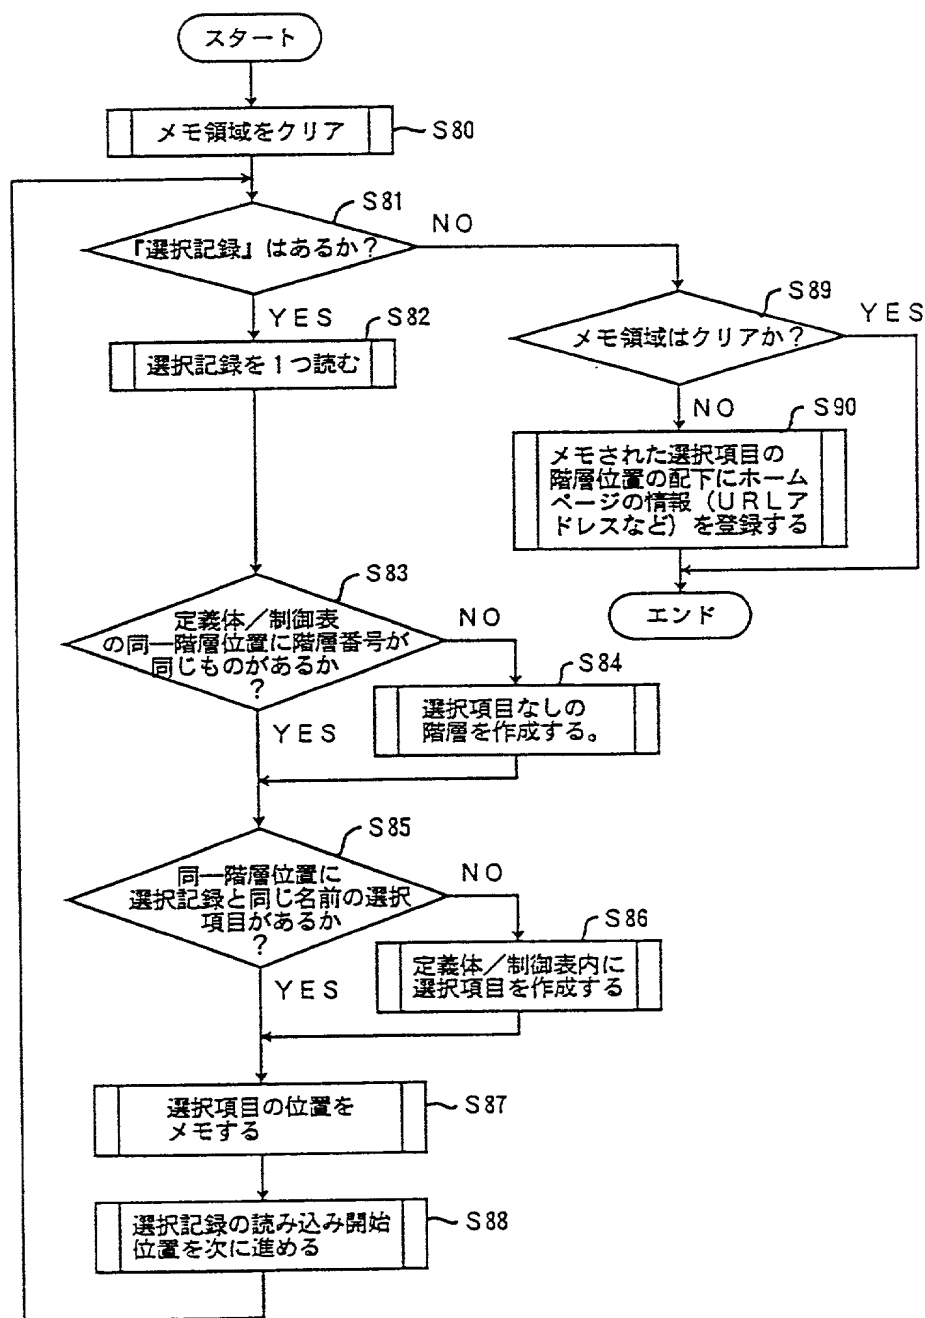 スタート
メモ領域をクリア
S80
S81
『選択記録』はあるか？
NO
YES
S82
選択記録を１つ読む
S89
メモ領域はクリアか？
YES
NO
S90
メモされた選択項目の
階層位置の配下にホーム
ページの情報（ＵＲＬア
ドレスなど）を登録する
エンド
S83
定義体／制御表
の同一階層位置に階層番号が
同じものがあるか
？
NO
YES
S84
選択項目なしの
階層を作成する。
S85
同一階層位置に
選択記録と同じ名前の選択
項目があるか
？
NO
YES
S86
定義体／制御表内に
選択項目を作成する
選択項目の位置を
メモする
S87
選択記録の読み込み開始
位置を次に進める
S88